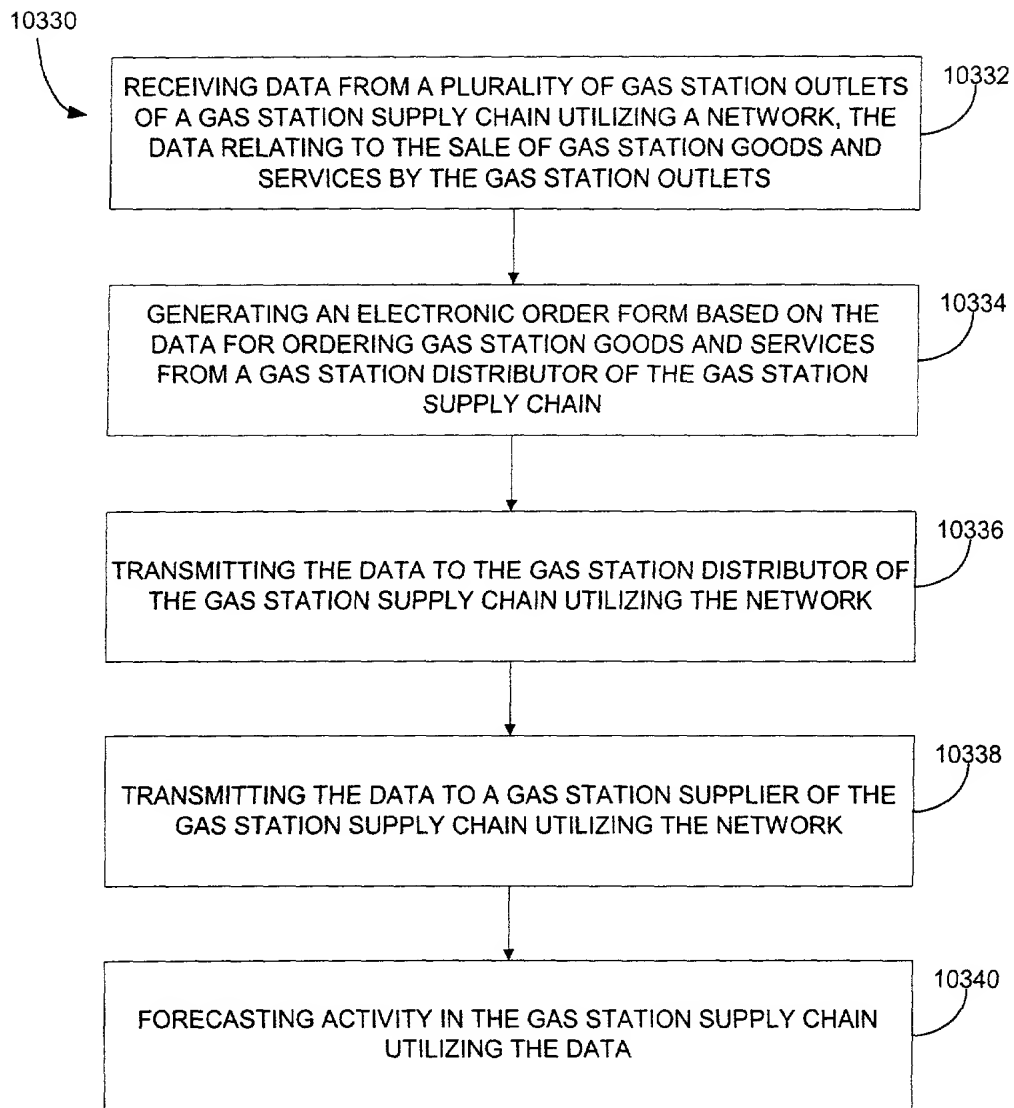 10330
RECEIVING DATA FROM A PLURALITY OF GAS STATION OUTLETS
OF A GAS STATION SUPPLY CHAIN UTILIZING A NETWORK, THE
DATA RELATING TO THE SALE OF GAS STATION GOODS AND
SERVICES BY THE GAS STATION OUTLETS
10332
GENERATING AN ELECTRONIC ORDER FORM BASED ON THE
DATA FOR ORDERING GAS STATION GOODS AND SERVICES
FROM A GAS STATION DISTRIBUTOR OF THE GAS STATION
SUPPLY CHAIN
10334
TRANSMITTING THE DATA TO THE GAS STATION DISTRIBUTOR OF
THE GAS STATION SUPPLY CHAIN UTILIZING THE NETWORK
10336
TRANSMITTING THE DATA TO A GAS STATION SUPPLIER OF THE
GAS STATION SUPPLY CHAIN UTILIZING THE NETWORK
10338
FORECASTING ACTIVITY IN THE GAS STATION SUPPLY CHAIN
UTILIZING THE DATA
10340